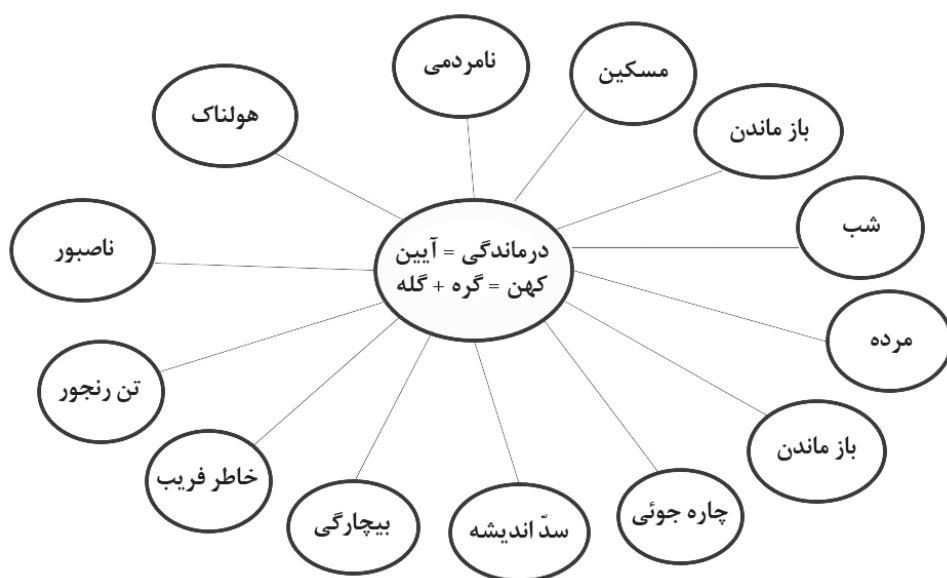 نامردمی
مسکین
هولناک
باز ماندن
شب
ناصبور
درماندگی = آیین
کهن = گره + گله
مرده
تن رنجور
باز ماندن
خاطر فریب
چاره جوئی
بیچارگی
سدّ اندیشه